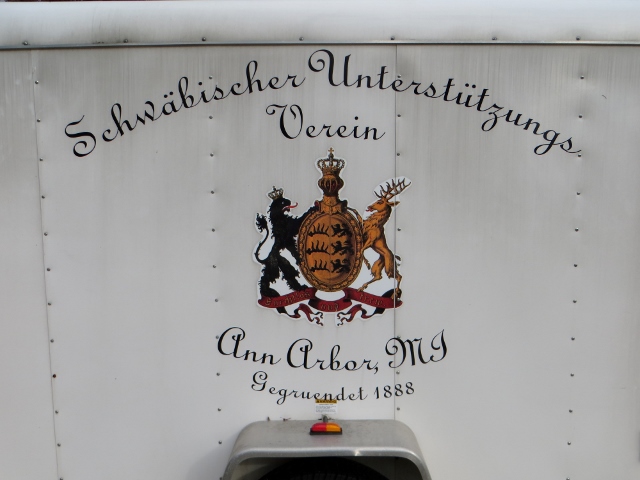 Schwäbischer Unterstützungs
Verein
Ann Arbor, MI
Gegruendet 1888